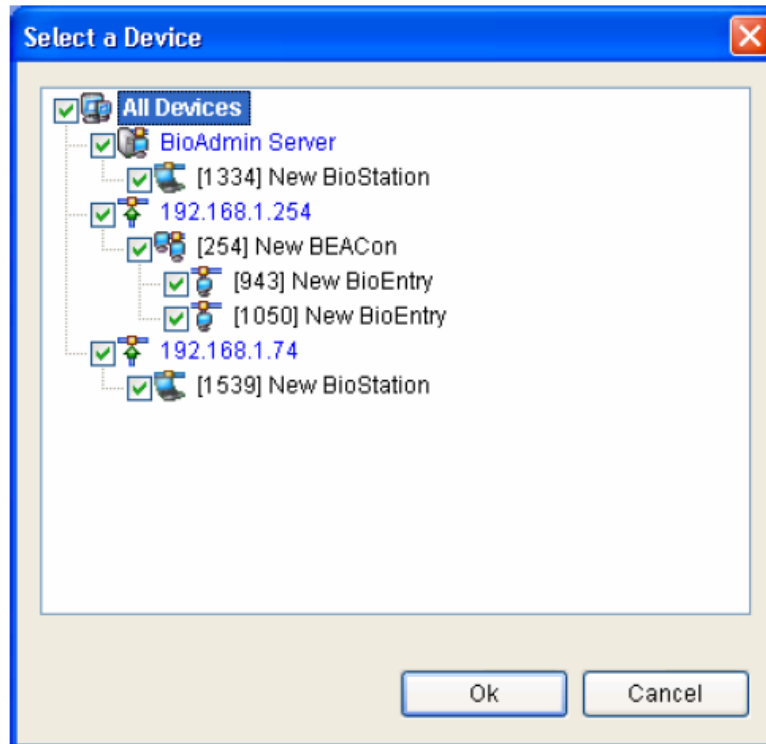 Select a Device
All Devices
BioAdmin Server
[1334] New BioStation
192.168.1.254
[254] New BEACon
[943] New BioEntry
[1050] New BioEntry
192.168.1.74
[1539] New BioStation
Ok Cancel